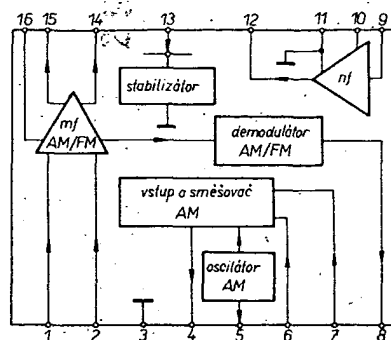 16 15 14 13 12 11 10 9
stabilizátor
nf
mf
AM/FM
demodulátor
AM/FM
vstup a směšovač
AM
oscilátor
AM
1 2 3 4 5 6 7 8